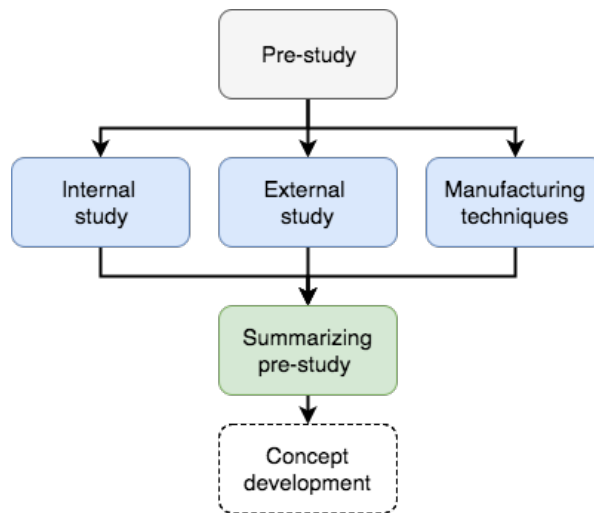 Pre-study
Internal
study
External
study
Manufacturing
techniques
Summarizing
pre-study
Concept
development